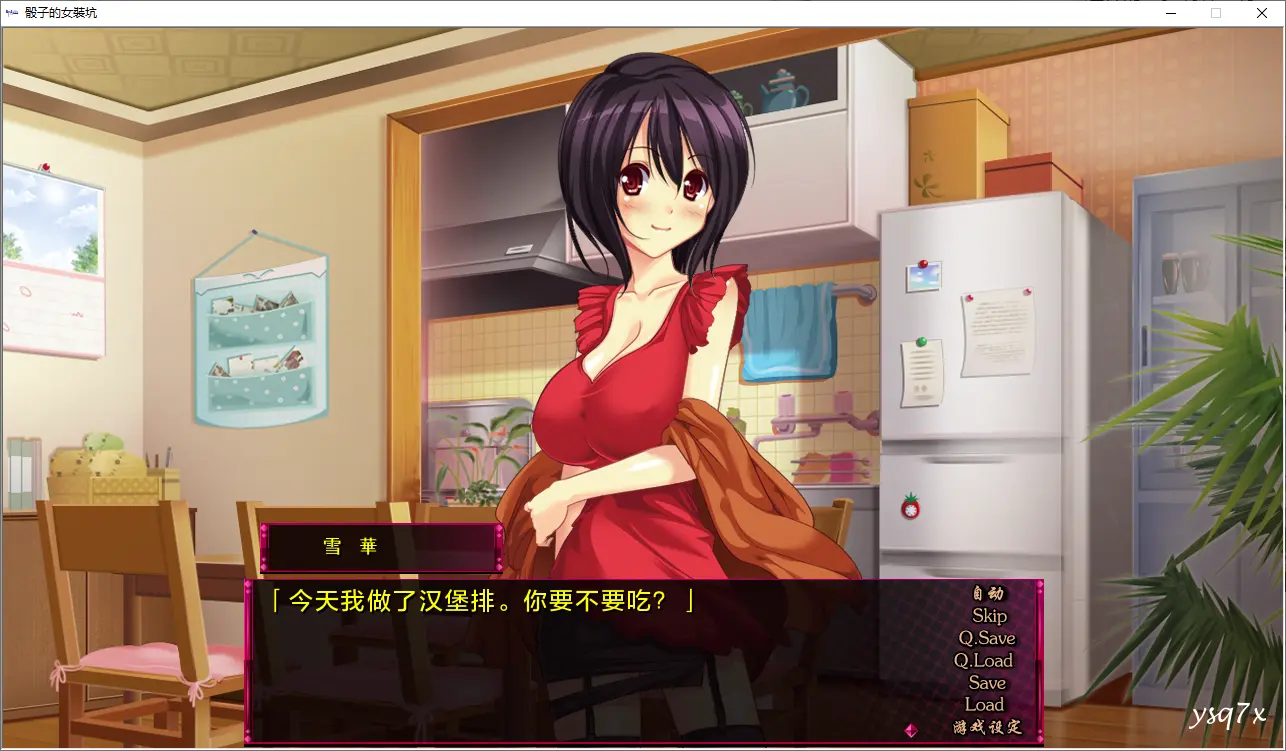 骰子的女裝坑
雪 華
「今天我做了汉堡排。你要不要吃？」
自动
Skip
Q.Save
Q.Load
Save
Load
游戏设定
ysq7x